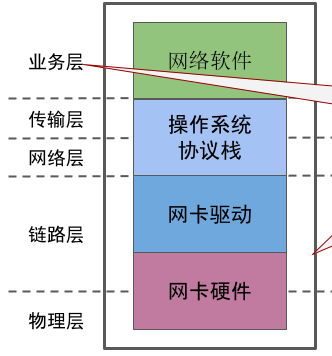 业务层
网络软件
传输层
操作系统
协议栈
网络层
网卡驱动
链路层
网卡硬件
物理层